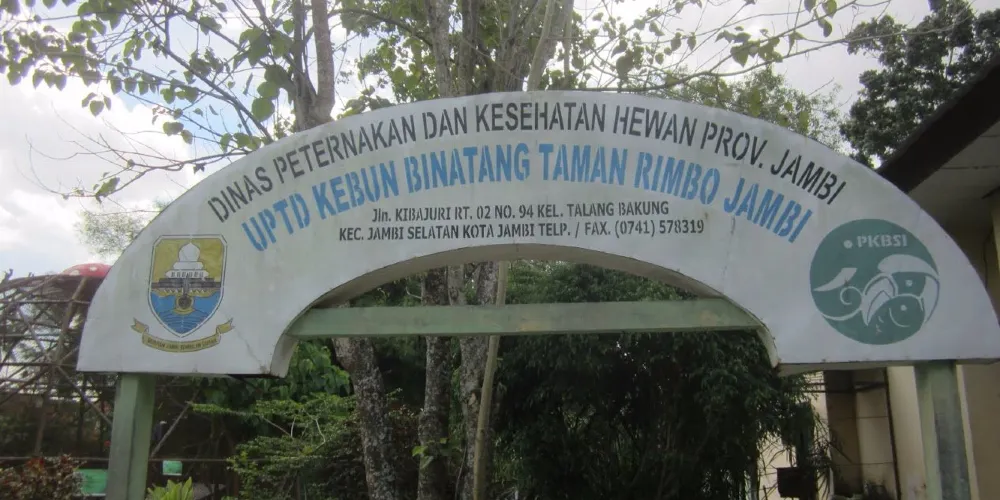 DINAS PETERNAKAN DAN KESEHATAN HEWAN PROV. JAMBI
UPTD KEBUN BINATANG TAMAN RIMBO JAMBI
Jln. KIBAJURI RT. 02 NO. 94 KEL. TALANG BAKUNG
KEC. JAMBI SELATAN KOTA JAMBI TELP. / FAX. (0741) 578319
PKBSI